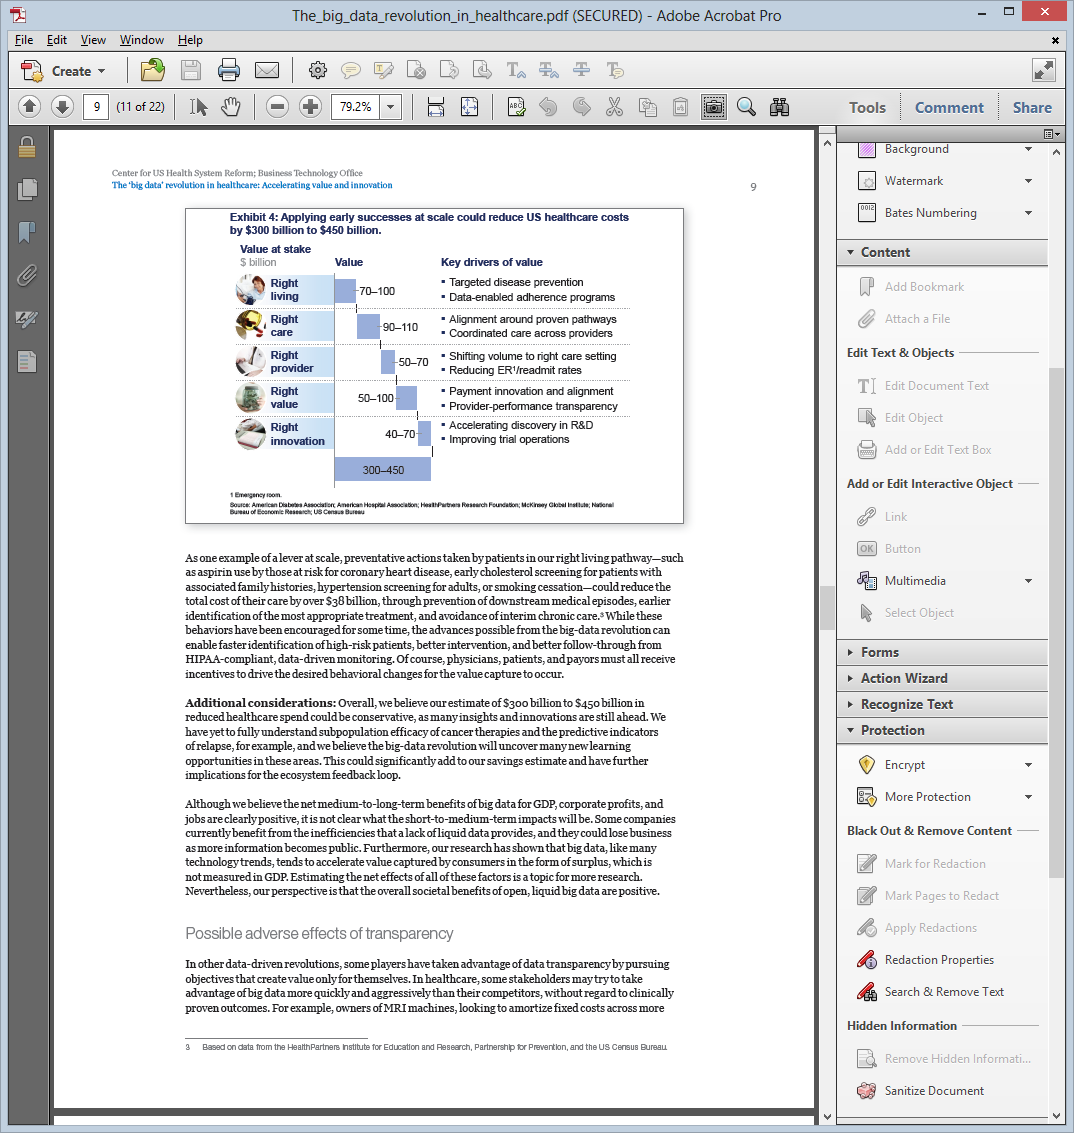 The_big_data_revolution_in_healthcare.pdf (SECURED) - Adobe Acrobat Pro
File Edit View Window Help
Create
9 (11 of 22) 79.2% Tools Comment Share
Center for US Health System Reform; Business Technology Office
The ‘big data’ revolution in healthcare: Accelerating value and innovation
9
Exhibit 4: Applying early successes at scale could reduce US healthcare costs
by $300 billion to $450 billion.
Value at stake
$ billion Value Key drivers of value
Right
living
70–100
▪ Targeted disease prevention
▪ Data-enabled adherence programs
Right
care
90–110
▪ Alignment around proven pathways
▪ Coordinated care across providers
Right
provider
50–70
▪ Shifting volume to right care setting
▪ Reducing ER¹/readmit rates
Right
value
50–100
▪ Payment innovation and alignment
▪ Provider-performance transparency
Right
innovation
40–70
▪ Accelerating discovery in R&D
▪ Improving trial operations
300–450
1 Emergency room.
Source: American Diabetes Association; American Hospital Association; HealthPartners Research Foundation; McKinsey Global Institute; National
Bureau of Economic Research; US Census Bureau
As one example of a lever at scale, preventative actions taken by patients in our right living pathway—such
as aspirin use by those at risk for coronary heart disease, early cholesterol screening for patients with
associated family histories, hypertension screening for adults, or smoking cessation—could reduce the
total cost of their care by over $38 billion, through prevention of downstream medical episodes, earlier
identification of the most appropriate treatment, and avoidance of interim chronic care.³ While these
behaviors have been encouraged for some time, the advances possible from the big-data revolution can
enable faster identification of high-risk patients, better intervention, and better follow-through from
HIPAA-compliant, data-driven monitoring. Of course, physicians, patients, and payors must all receive
incentives to drive the desired behavioral changes for the value capture to occur.
Additional considerations: Overall, we believe our estimate of $300 billion to $450 billion in
reduced healthcare spend could be conservative, as many insights and innovations are still ahead. We
have yet to fully understand subpopulation efficacy of cancer therapies and the predictive indicators
of relapse, for example, and we believe the big-data revolution will uncover many new learning
opportunities in these areas. This could significantly add to our savings estimate and have further
implications for the ecosystem feedback loop.
Although we believe the net medium-to-long-term benefits of big data for GDP, corporate profits, and
jobs are clearly positive, it is not clear what the short-to-medium-term impacts will be. Some companies
currently benefit from the inefficiencies that a lack of liquid data provides, and they could lose business
as more information becomes public. Furthermore, our research has shown that big data, like many
technology trends, tends to accelerate value captured by consumers in the form of surplus, which is
not measured in GDP. Estimating the net effects of all of these factors is a topic for more research.
Nevertheless, our perspective is that the overall societal benefits of open, liquid big data are positive.
Possible adverse effects of transparency
In other data-driven revolutions, some players have taken advantage of data transparency by pursuing
objectives that create value only for themselves. In healthcare, some stakeholders may try to take
advantage of big data more quickly and aggressively than their competitors, without regard to clinically
proven outcomes. For example, owners of MRI machines, looking to amortize fixed costs across more
3 Based on data from the HealthPartners Institute for Education and Research, Partnership for Prevention, and the US Census Bureau.
Background
Watermark
Bates Numbering
Content
Add Bookmark
Attach a File
Edit Text & Objects
Edit Document Text
Edit Object
Add or Edit Text Box
Add or Edit Interactive Object
Link
OK Button
Multimedia
Select Object
Forms
Action Wizard
Recognize Text
Protection
Encrypt
More Protection
Black Out & Remove Content
Mark for Redaction
Mark Pages to Redact
Apply Redactions
Redaction Properties
Search & Remove Text
Hidden Information
Remove Hidden Informati...
Sanitize Document